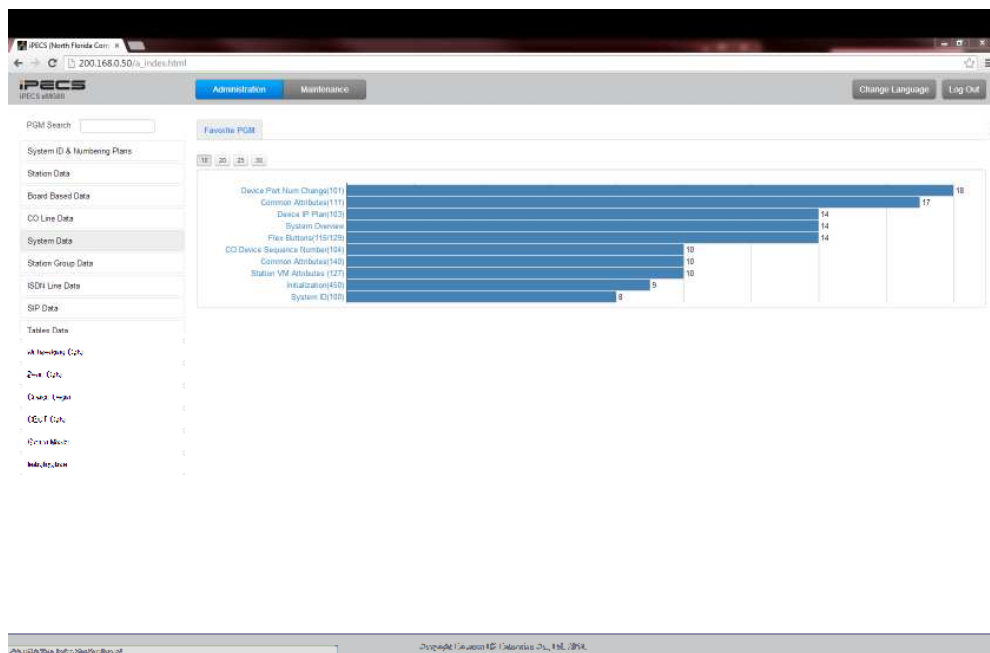 iPECS (North Florida Com
200.168.0.50/a_index.html
iPECS
iPECS eMG80
Administration
Maintenance
Change Language
Log Out
PGM Search
System ID & Numbering Plans
Station Data
Board Based Data
CO Line Data
System Data
Station Group Data
ISDN Line Data
SIP Data
Tables Data
Favorite PGM
10 20 25 30
Device Port Num Change(101) 18
Common Attributes(111) 17
Device IP Plan(103) 14
System Overview 14
Flex Buttons(115/129) 14
CO Device Sequence Number(104) 10
Common Attributes(140) 10
Station VM Attributes (127) 10
Initialization(450) 9
System ID(100) 8